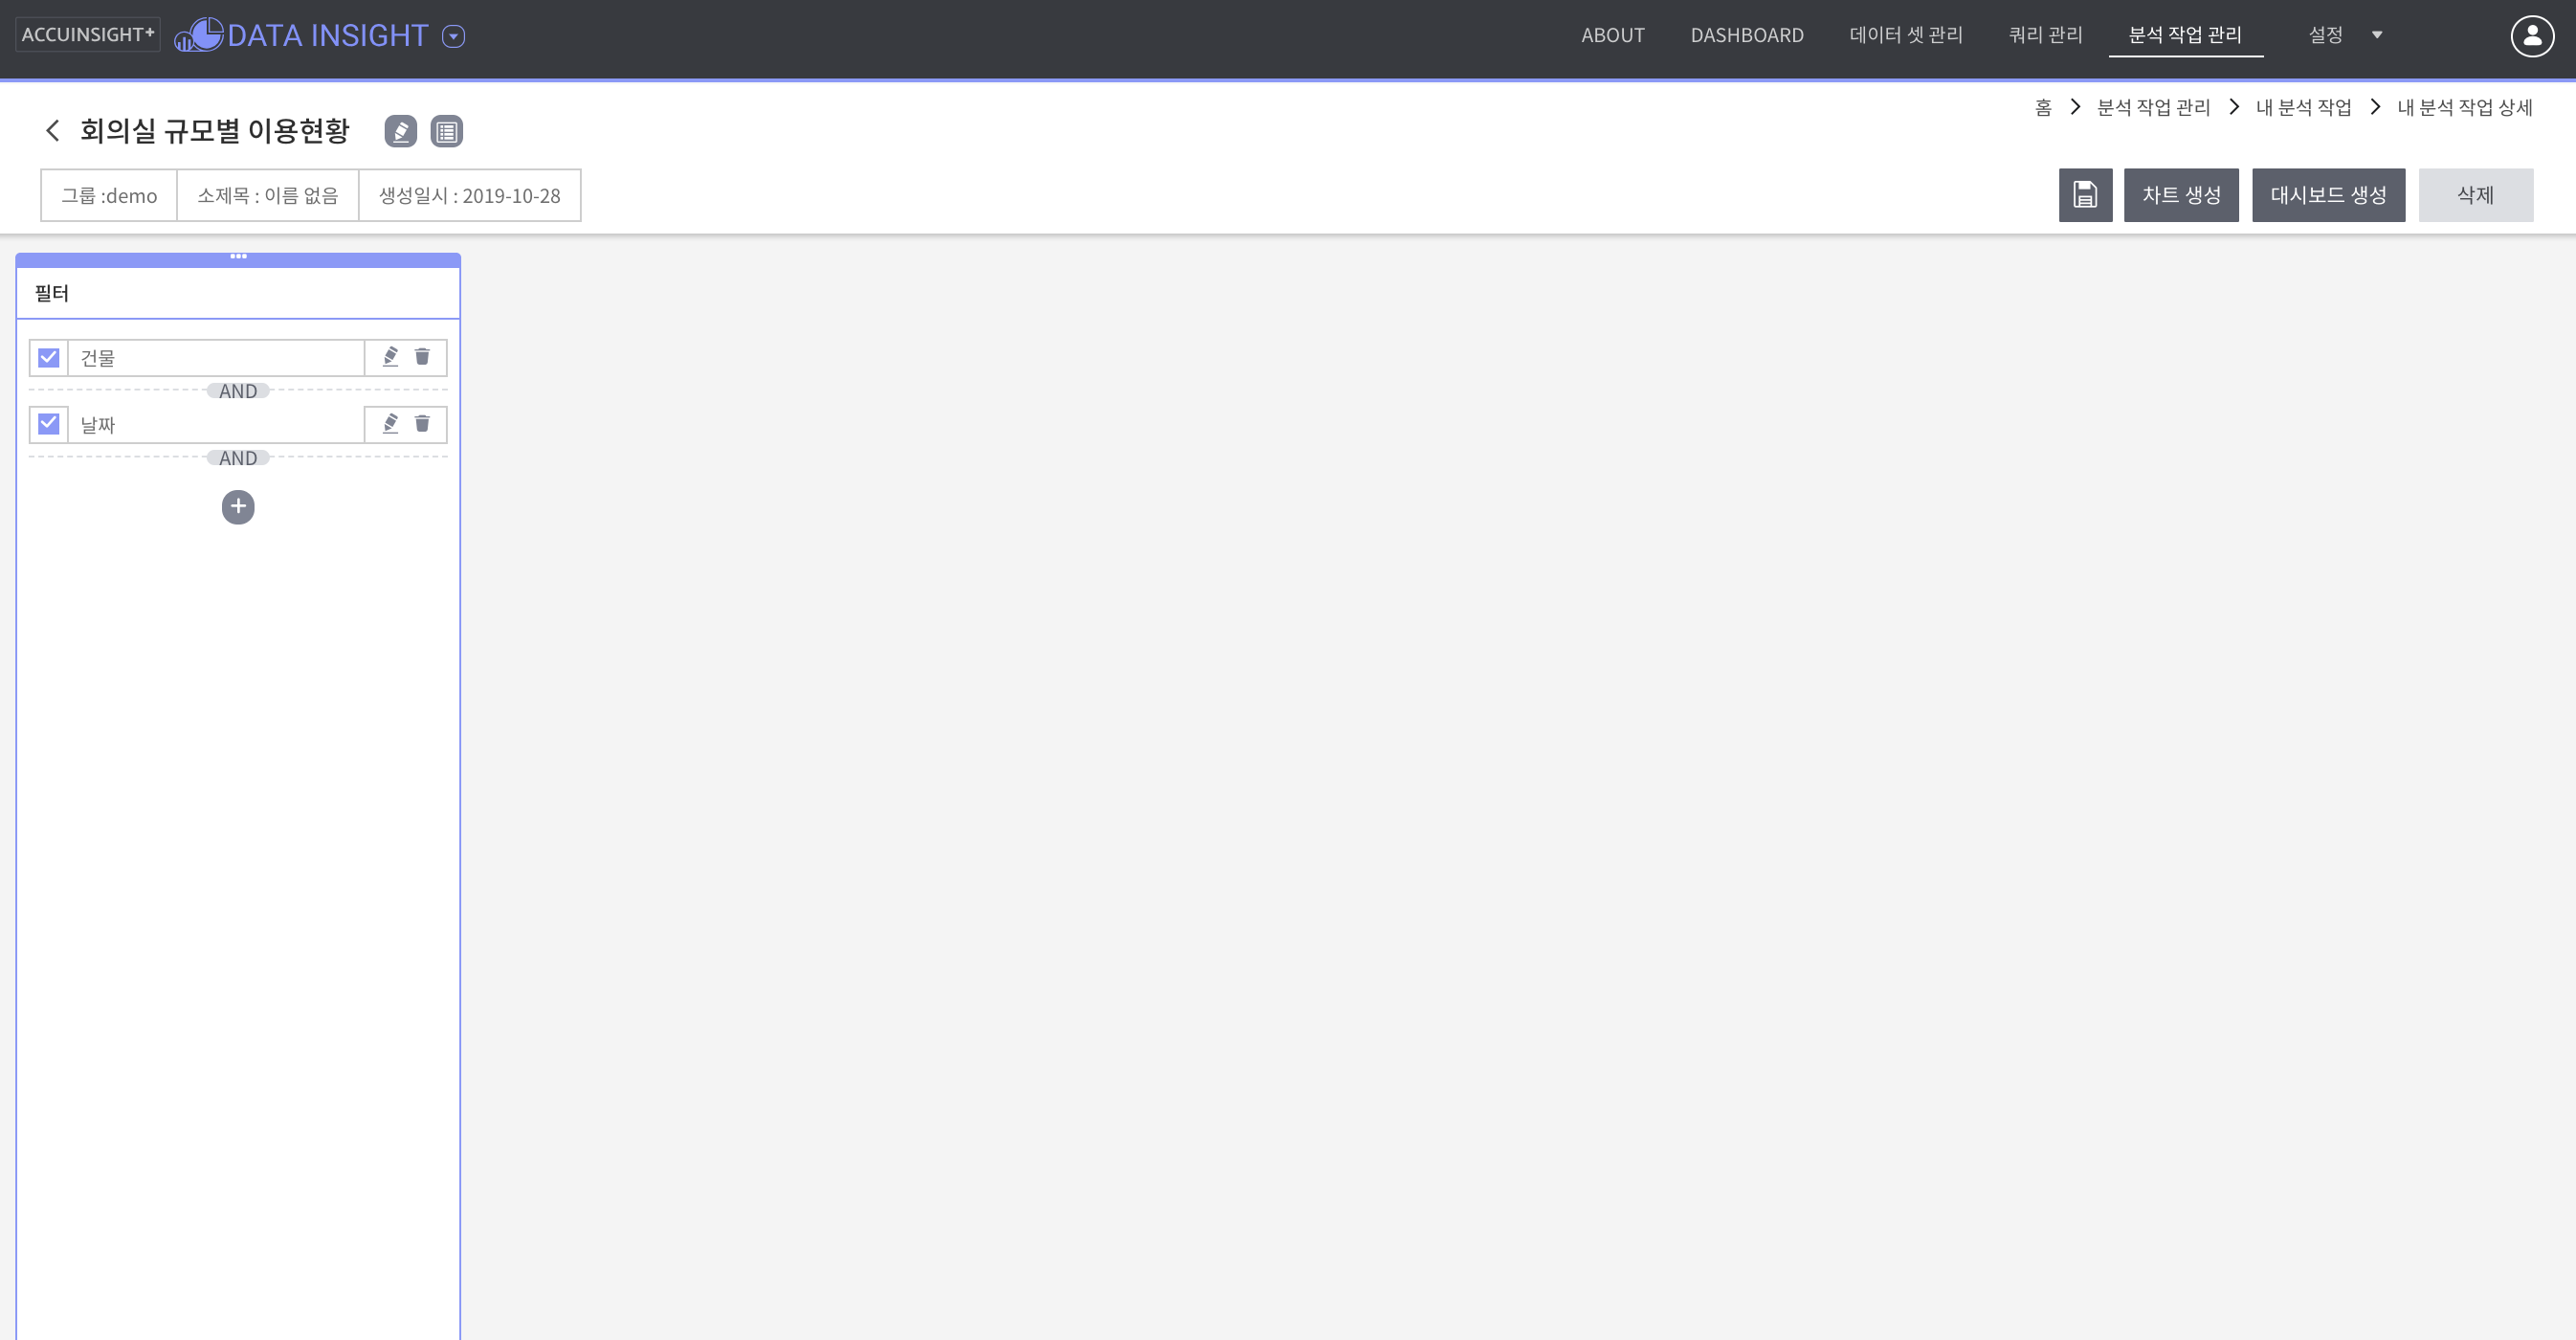 ACCUINSIGHT+ DATA INSIGHT ABOUT DASHBOARD 데이터 셋 관리 쿼리 관리 분석 작업 관리 설정
홈 > 분석 작업 관리 > 내 분석 작업 > 내 분석 작업 상세
회의실 규모별 이용현황
그룹 :demo 소제목 : 이름 없음 생성일시 : 2019-10-28 차트 생성 대시보드 생성 삭제
필터
건물
AND
날짜
AND